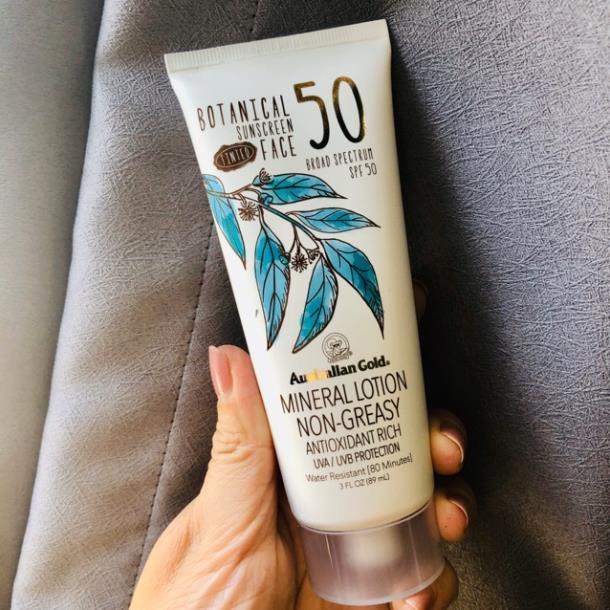 BOTANICAL
SUNSCREEN
TINTED FACE
50
BROAD SPECTRUM
SPF 50
Australian Gold®
MINERAL LOTION
NON-GREASY
ANTIOXIDANT RICH
UVA / UVB PROTECTION
Water Resistant [80 Minutes]
3 FL OZ (89 mL)